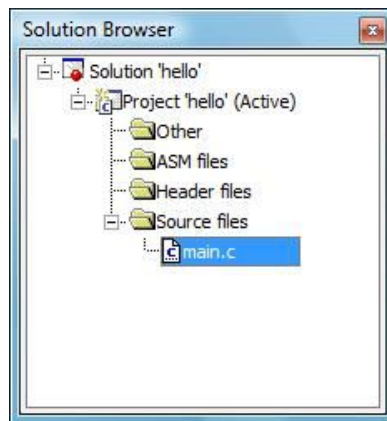 Solution Browser
Solution 'hello'
Project 'hello' (Active)
Other
ASM files
Header files
Source files
main.c